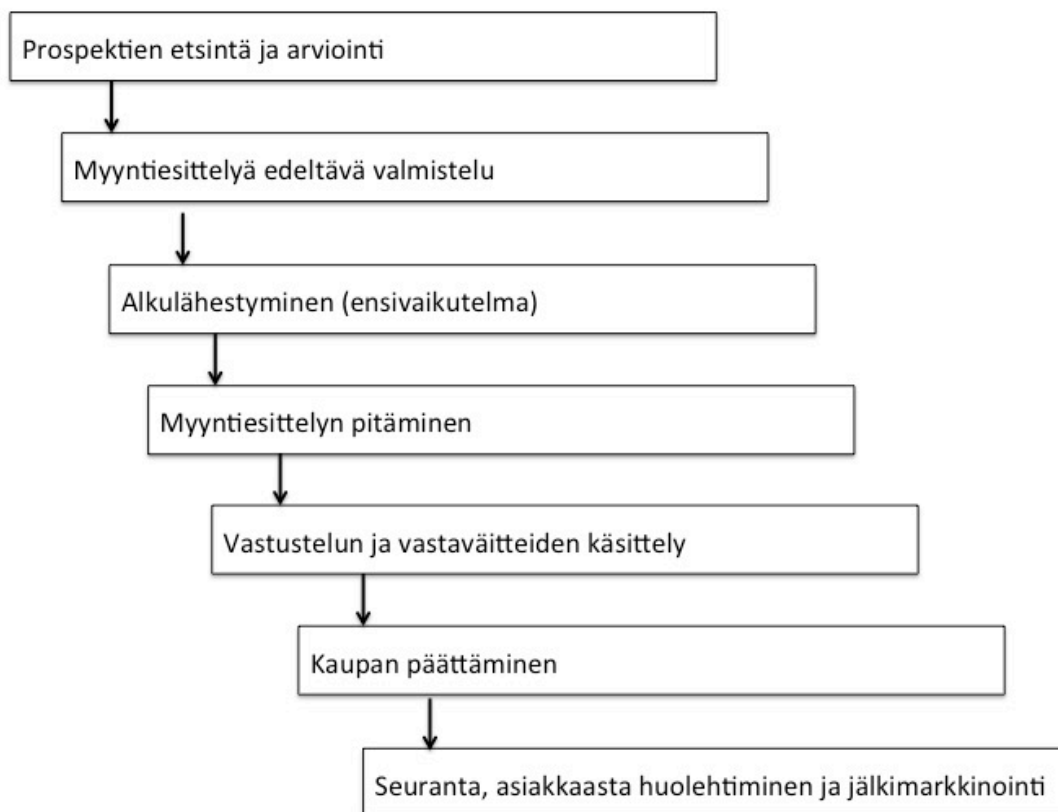 Prospektien etsintä ja arviointi
Myyntiesittelyä edeltävä valmistelu
Alkulähestyminen (ensivaikutelma)
Myyntiesittelyn pitäminen
Vastustelun ja vastaväitteiden käsittely
Kaupan päättäminen
Seuranta, asiakkaasta huolehtiminen ja jälkimarkkinointi